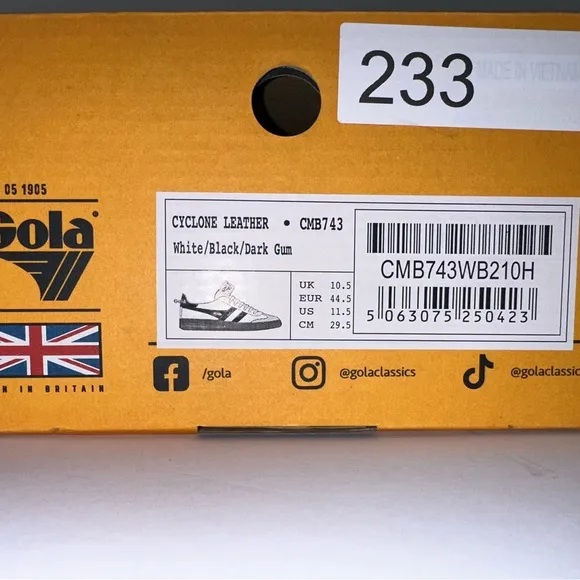 233
MADE IN VIETNAM
05 1905
Gola
CYCLONE LEATHER • CMB743
White/Black/Dark Gum
UK 10.5
EUR 44.5
US 11.5
CM 29.5
CMB743WB210H
5 063075 250423
N IN BRITAIN
/gola
@golaclassics
@golaclassic